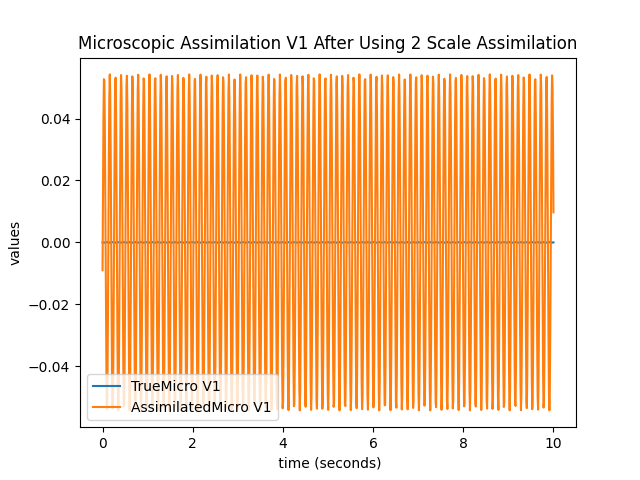 Microscopic Assimilation V1 After Using 2 Scale Assimilation
values
0.04
0.02
0.00
−0.02
−0.04
TrueMicro V1
AssimilatedMicro V1
0 2 4 6 8 10
time (seconds)